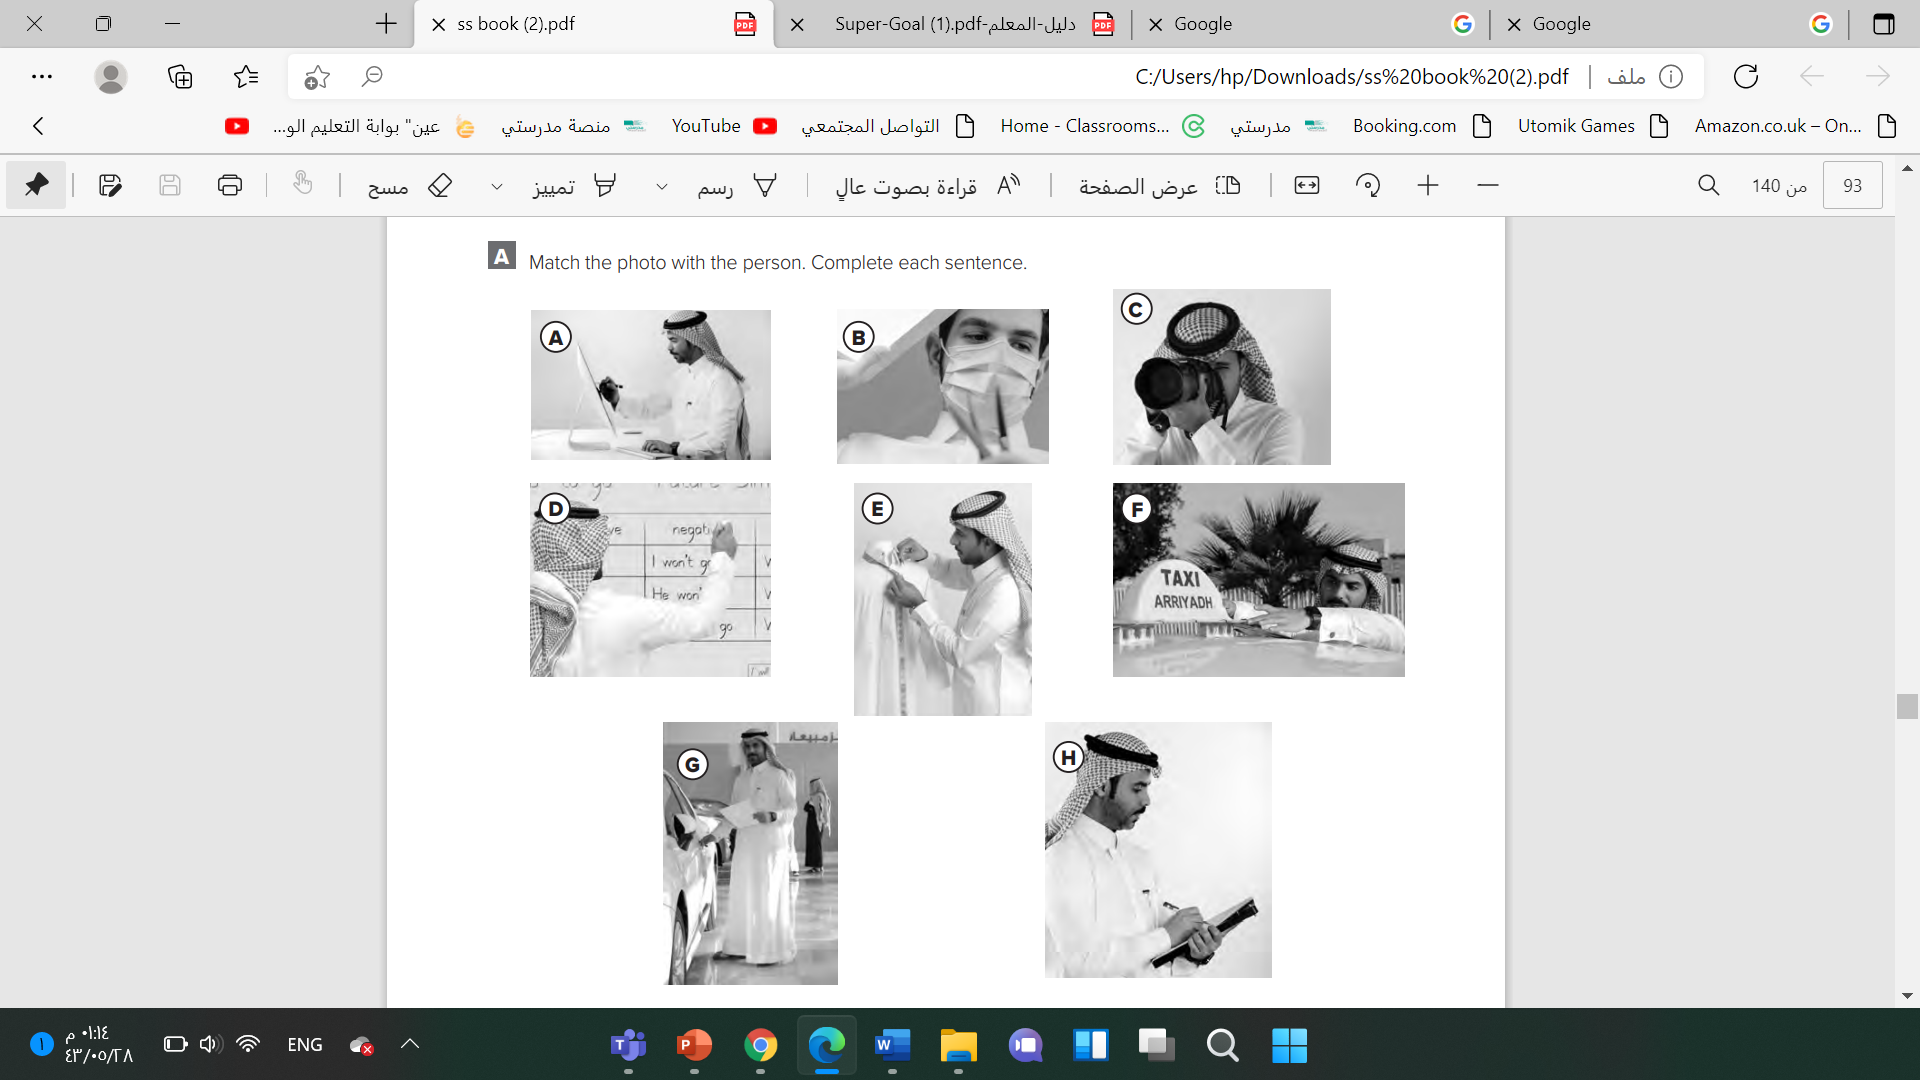 ss book (2).pdf
دليل-المعلم-Super-Goal (1).pdf
Google
Google
C:/Users/hp/Downloads/ss%20book%20(2).pdf
ملف
عين" بوابة التعليم الو...
منصة مدرستي
YouTube
التواصل المجتمعي
Home - Classrooms...
مدرستي
Booking.com
Utomik Games
Amazon.co.uk – On...
مسح
تمييز
رسم
قراءة بصوت عالٍ
عرض الصفحة
من 140
93
A Match the photo with the person. Complete each sentence.
A
B
C
D
negati
I won't g
He won'
go
E
F
TAXI
ARRIYADH
G
H
٠١:١٤ م
٤٣/٠٥/٢٨
ENG